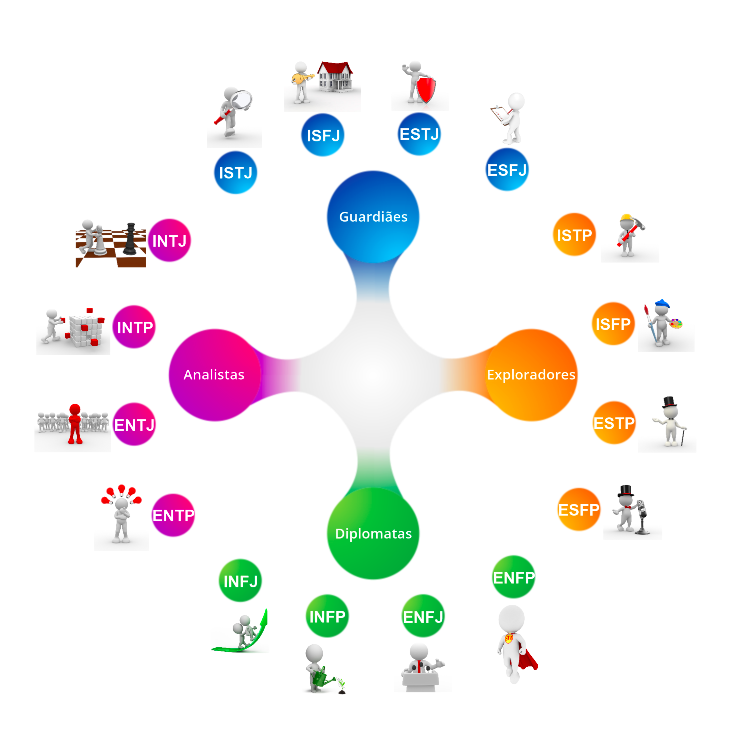 ISFJ
ESTJ
ISTJ
ESFJ
Guardiães
INTJ
ISTP
INTP
ISFP
Analistas
Exploradores
ENTJ
ESTP
ENTP
ESFP
Diplomatas
INFJ
ENFP
INFP
ENFJ